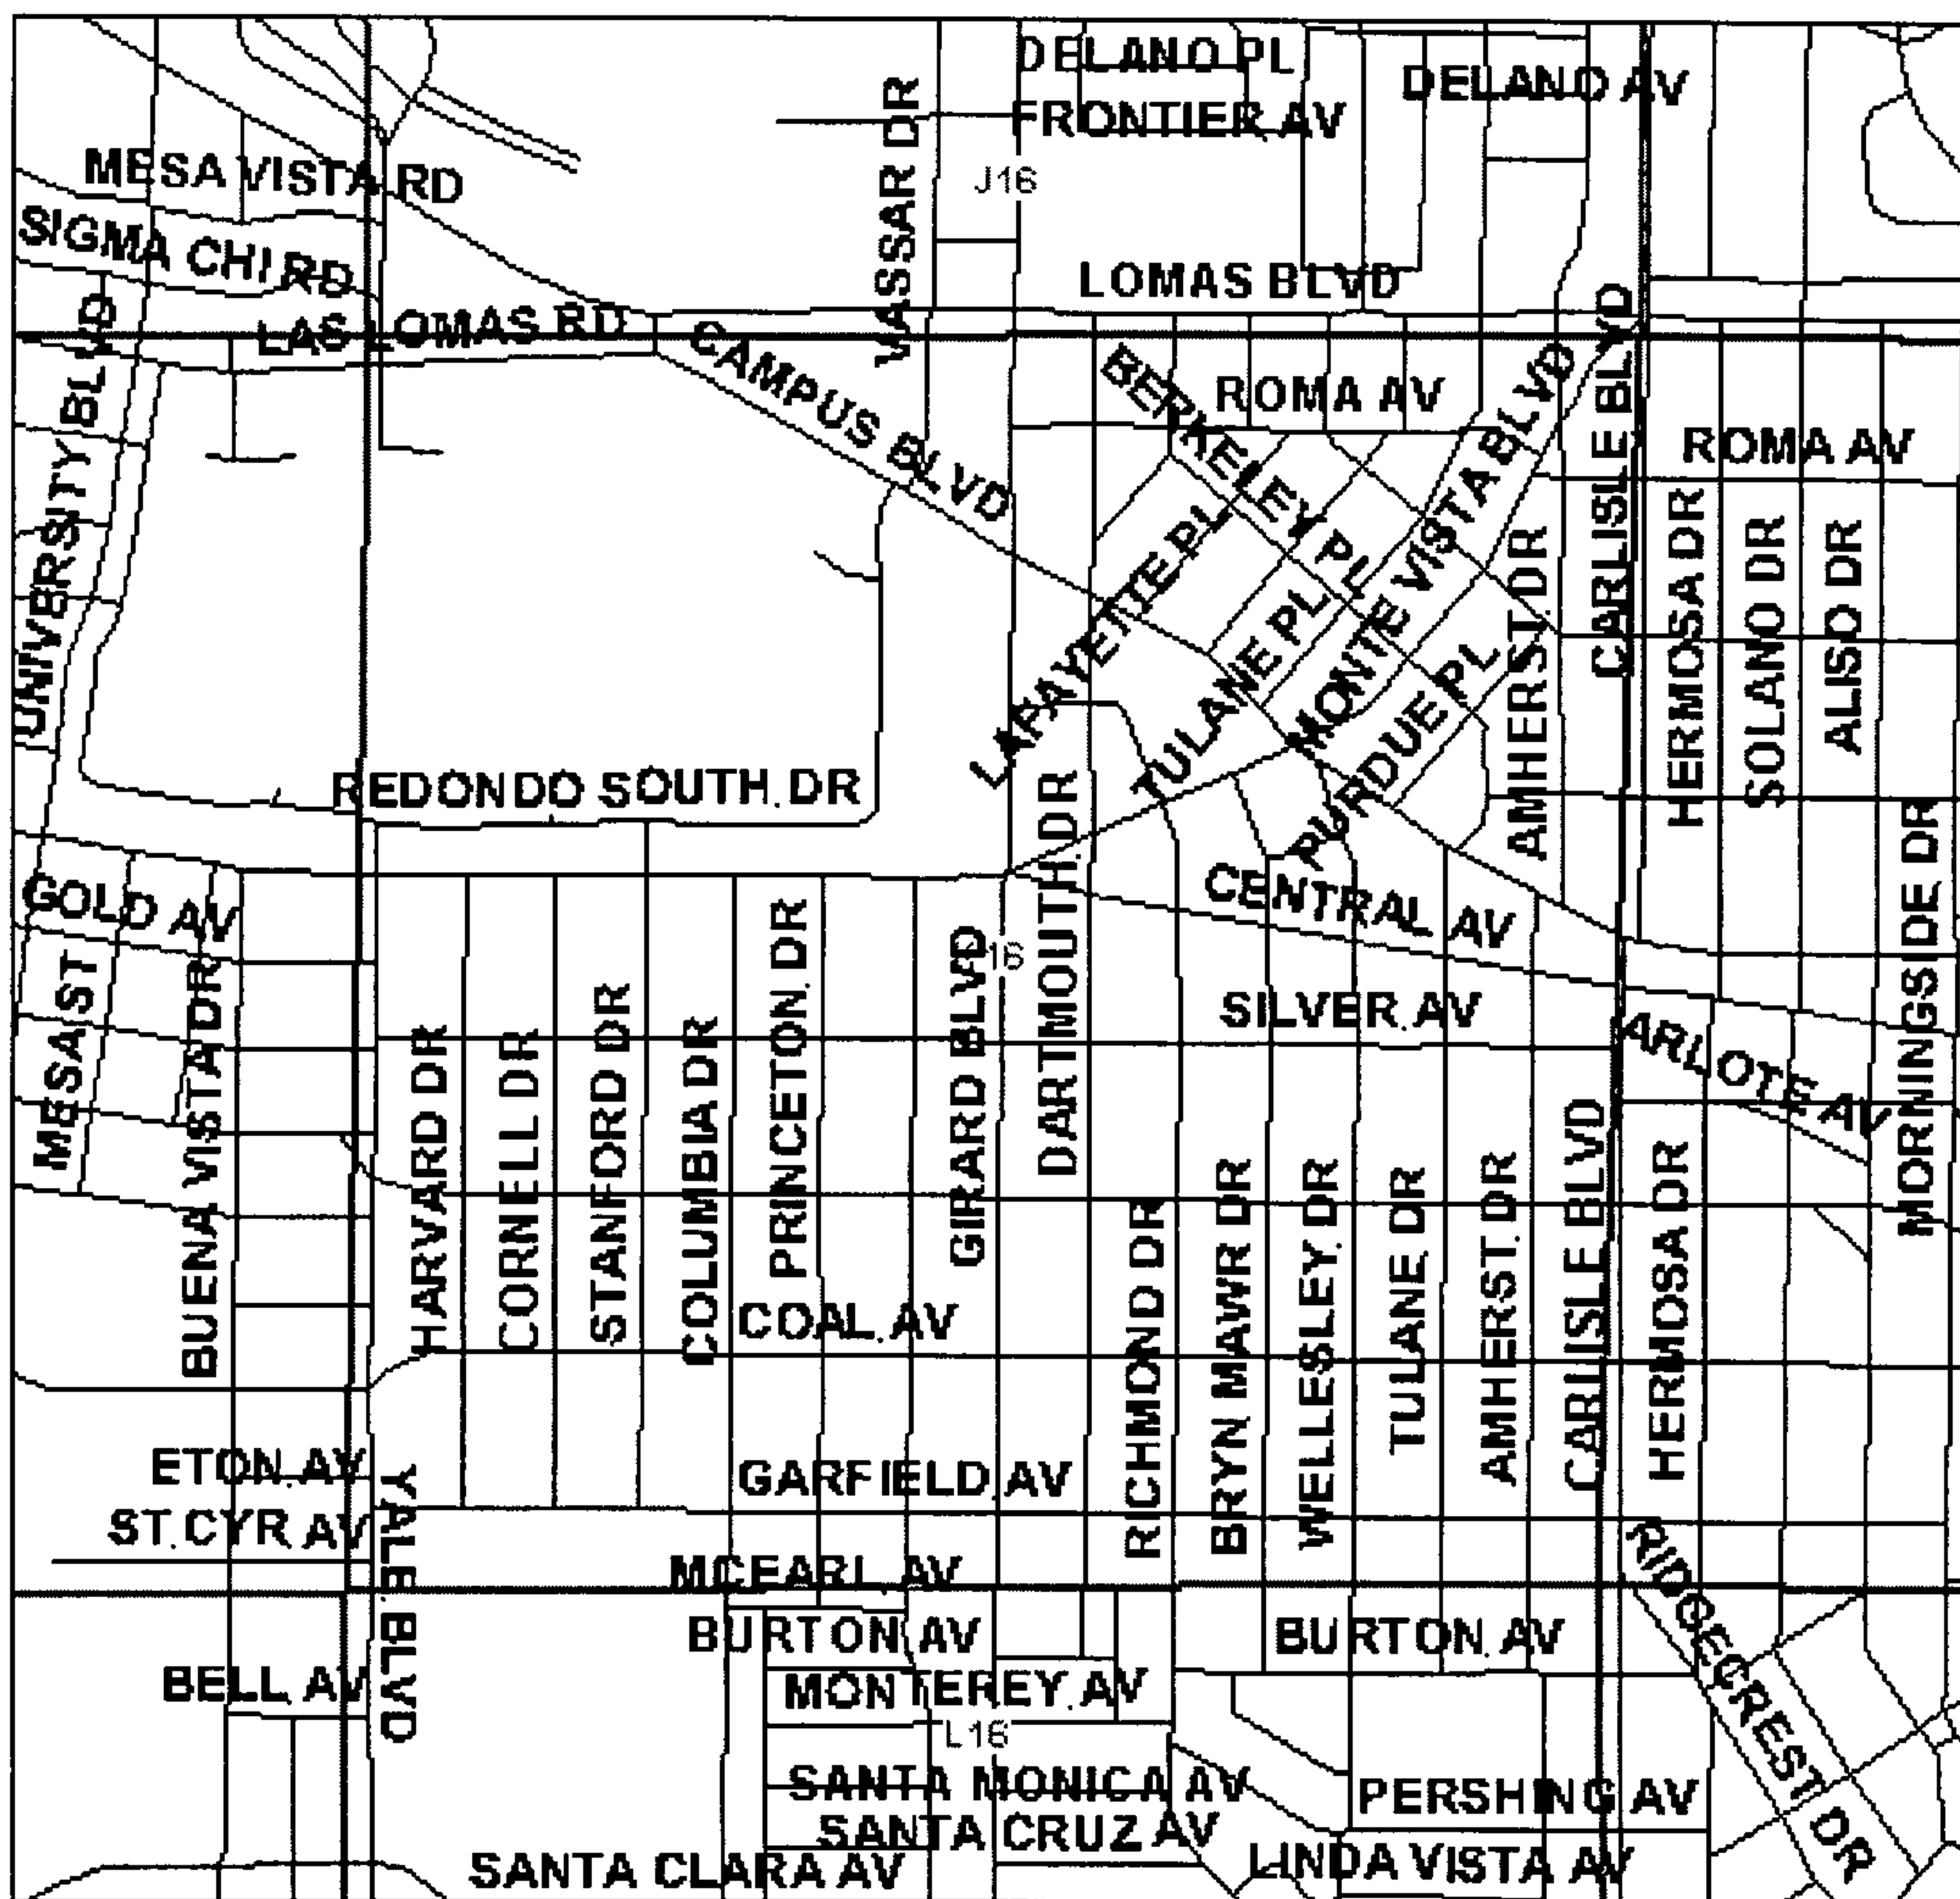 DELANO PL
DELANO AV
FRONTIER AV
VASSAR DR
MESA VISTA RD
J16
SIGMA CHI RD
LOMAS BLVD
LAS LOMAS RD
CAMPUS BLVD
BERKELEY PL
ROMA AV
ROMA AV
UNIVERSITY BLVD
MONTE VISTA BLVD
CARLISLE BLVD
LAFAYETTE PL
TULANE PL
PURDUE PL
AMHERST DR
HERMOSA DR
SOLANO DR
ALISO DR
REDONDO SOUTH DR
DARTMOUTH DR
GOLD AV
CENTRAL AV
MORNINGSIDE DR
MESA ST
BUENA VISTA DR
16
SILVER AV
ARLOTE AV
HARVARD DR
CORNELL DR
STANFORD DR
COLUMBIA DR
PRINCETON DR
GIRARD BLVD
RICHMOND DR
BRYN MAWR DR
WELLESLEY DR
TULANE DR
AMHERST DR
CARLISLE BLVD
HERMOSA DR
COAL AV
ETON AV
GARFIELD AV
ST CYR AV
YALE BLVD
MCEARL AV
RIDGECREST DR
BURTON AV
BURTON AV
BELL AV
MONTEREY AV
L16
SANTA MONICA AV
PERSHING AV
SANTA CRUZ AV
SANTA CLARA AV
LINDA VISTA AV